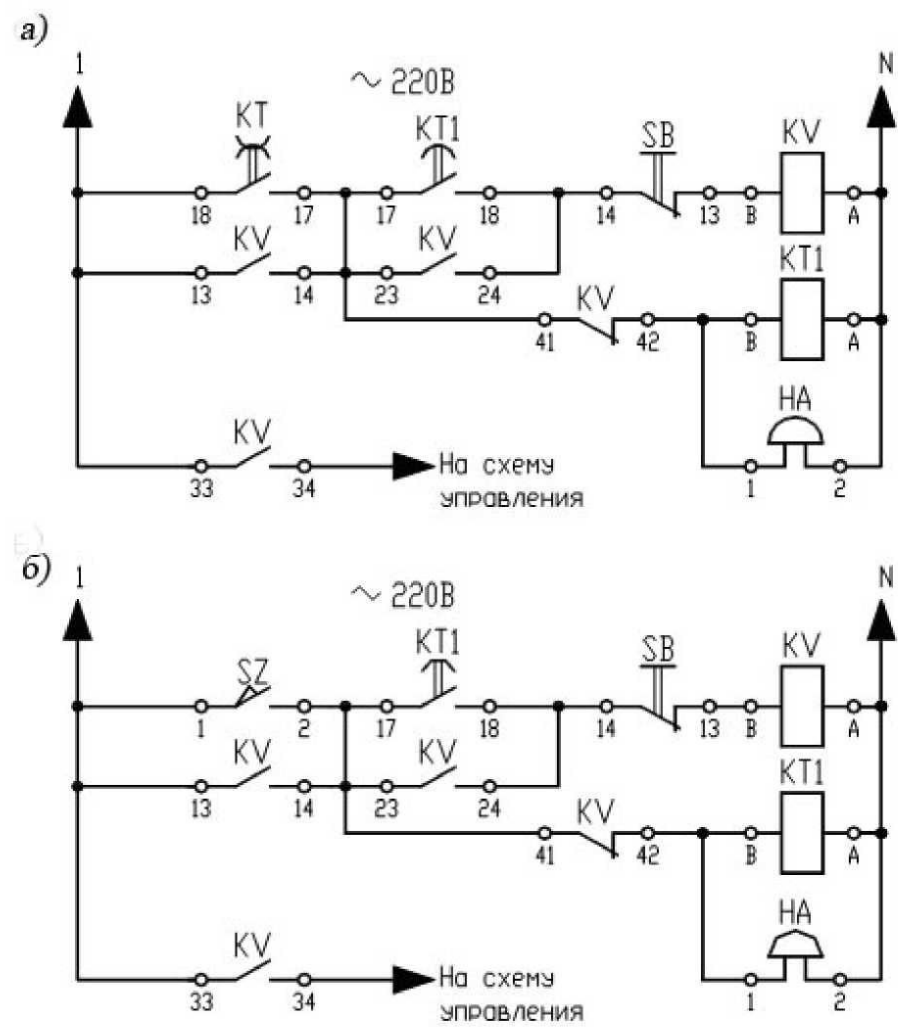 а)
1 N
~ 220В
KT KT1 SB KV
18 17 17 18 14 13 B A
KV KV KT1
13 14 23 24 KV
41 42 B A
HA
KV
33 34 На схему 1 2
управления
б)
1 N
~ 220В
SZ KT1 SB KV
1 2 17 18 14 13 B A
KV KV KT1
13 14 23 24 KV
41 42 B A
HA
KV
33 34 На схему 1 2
управления